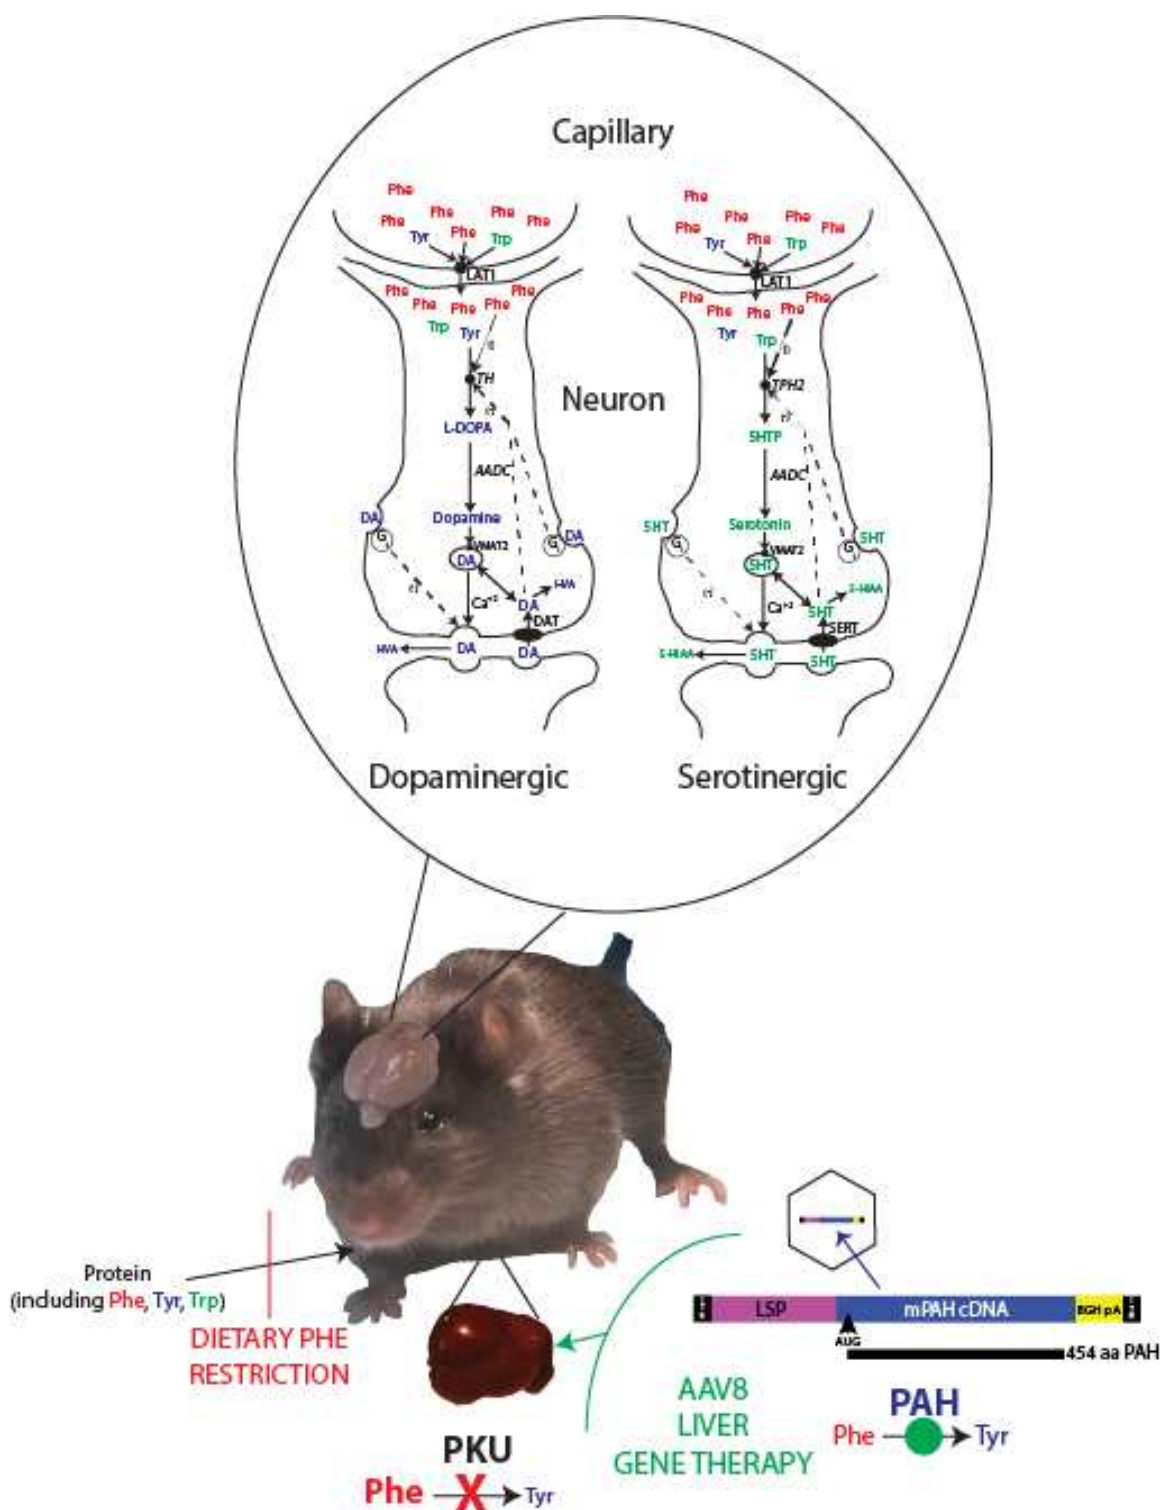 Capillary
Phe
Phe
Phe
Phe
Phe
Tyr
Phe
Trp
LAT1
Phe
Phe
Phe
Phe
Phe
Trp
Tyr
TH
L-DOPA
AADC
Dopamine
VMAT2
DA
DA
G
G
DA
Ca+2
DA
HVA
DAT
HVA
DA
DA
Dopaminergic
Neuron
Phe
Phe
Phe
Phe
Phe
Tyr
Phe
Trp
LAT1
Phe
Phe
Phe
Phe
Phe
Tyr
Trp
TPH2
5HTP
AADC
Serotonin
VMAT2
5HT
5HT
G
G
5HT
Ca+2
5HT
5-HIAA
SERT
5-HIAA
5HT
5HT
Serotinergic
Protein
(including Phe, Tyr, Trp)
DIETARY PHE
RESTRICTION
PKU
Phe X Tyr
AAV8
LIVER
GENE THERAPY
LSP
mPAH cDNA
BGH pA
AUG
454 aa PAH
PAH
Phe Tyr